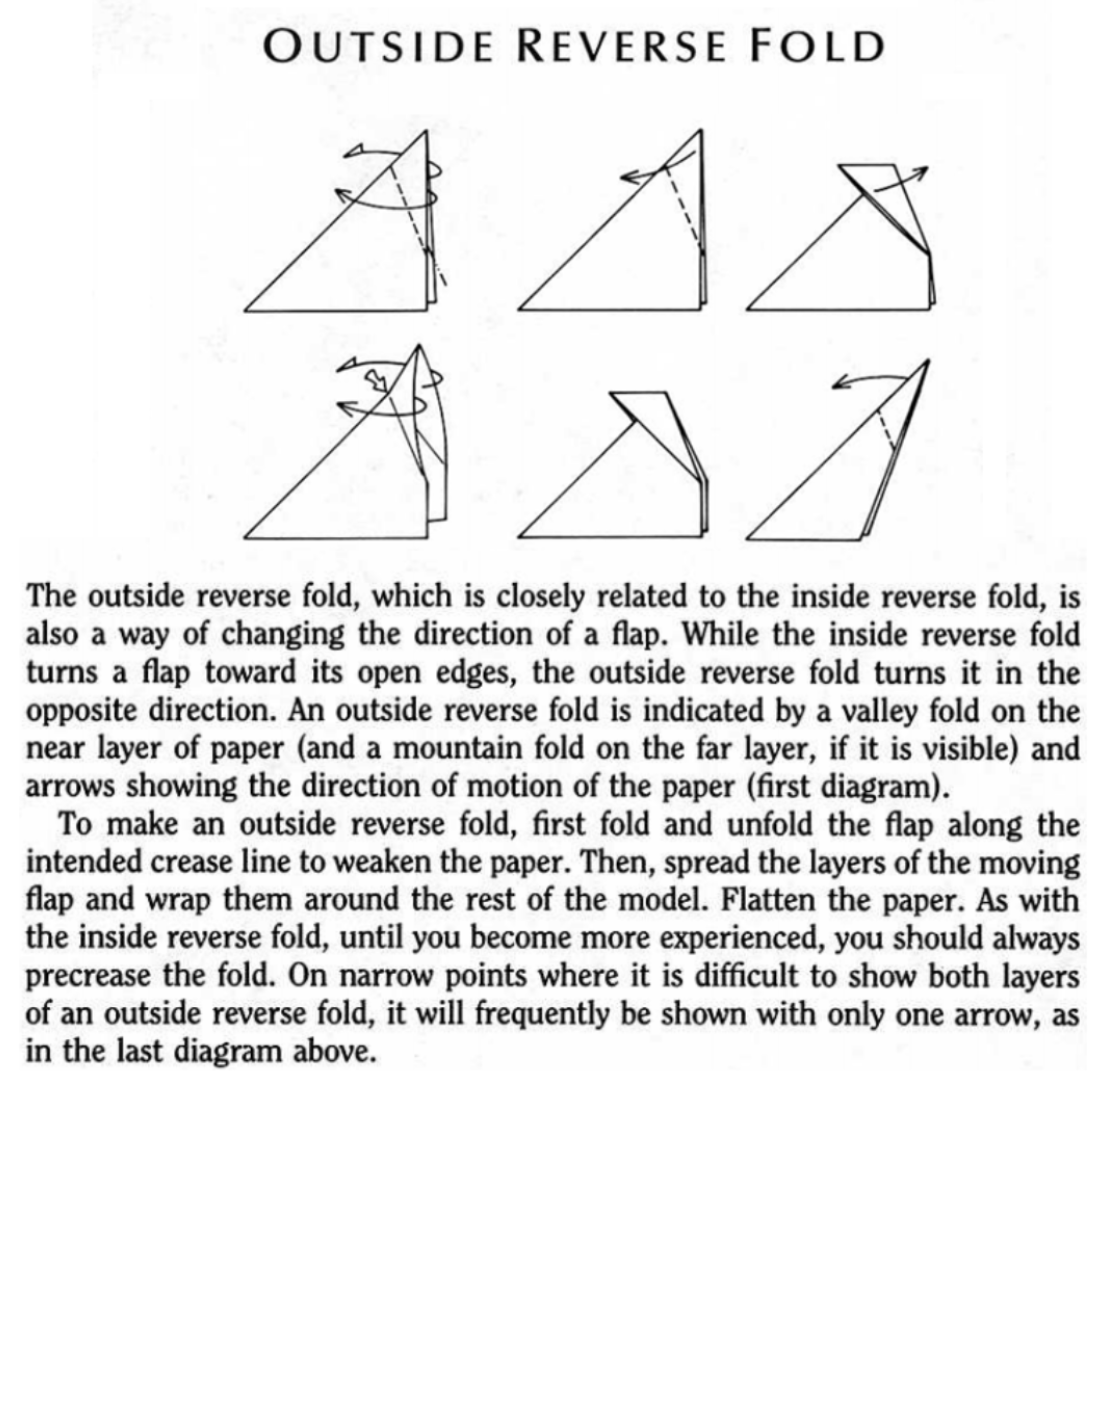 OUTSIDE REVERSE FOLD
The outside reverse fold, which is closely related to the inside reverse fold, is
also a way of changing the direction of a flap. While the inside reverse fold
turns a flap toward its open edges, the outside reverse fold turns it in the
opposite direction. An outside reverse fold is indicated by a valley fold on the
near layer of paper (and a mountain fold on the far layer, if it is visible) and
arrows showing the direction of motion of the paper (first diagram).
To make an outside reverse fold, first fold and unfold the flap along the
intended crease line to weaken the paper. Then, spread the layers of the moving
flap and wrap them around the rest of the model. Flatten the paper. As with
the inside reverse fold, until you become more experienced, you should always
precrease the fold. On narrow points where it is difficult to show both layers
of an outside reverse fold, it will frequently be shown with only one arrow, as
in the last diagram above.